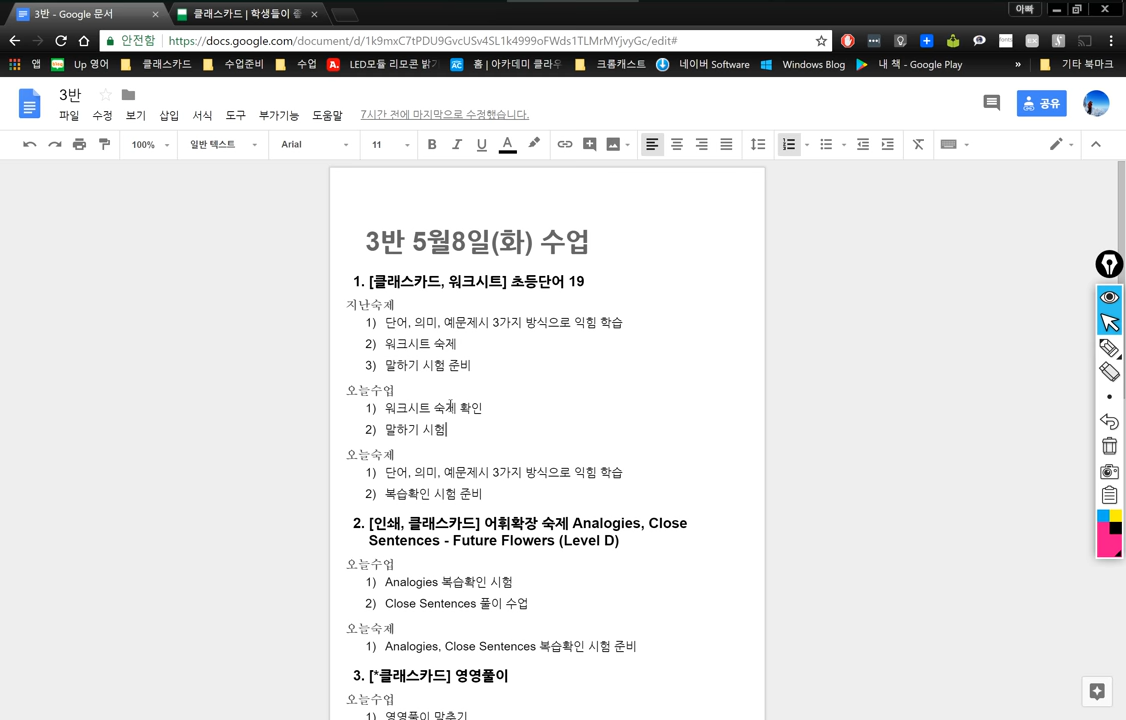 3반 - Google 문서
클래스카드 | 학생들이 좋
아빠
안전함
https://docs.google.com/document/d/1k9mxC7tPDU9GvcUSv4SL1k4999oFWds1TLMrMYjvyGc/edit#
앱 Up 영어 클래스카드 수업준비 수업 LED모듈 리모콘 밝기 홈 | 아카데미 클라우 크롬캐스트 네이버 Software Windows Blog 내 책 - Google Play » 기타 북마크
3반
파일 수정 보기 삽입 서식 도구 부가기능 도움말 7시간 전에 마지막으로 수정했습니다.
공유
100% 일반 텍스트 Arial 11 B I U A
3반 5월8일(화) 수업
1. [클래스카드, 워크시트] 초등단어 19
지난숙제
1) 단어, 의미, 예문제시 3가지 방식으로 익힘 학습
2) 워크시트 숙제
3) 말하기 시험 준비
오늘수업
1) 워크시트 숙제 확인
2) 말하기 시험
오늘숙제
1) 단어, 의미, 예문제시 3가지 방식으로 익힘 학습
2) 복습확인 시험 준비
2. [인쇄, 클래스카드] 어휘확장 숙제 Analogies, Close
Sentences - Future Flowers (Level D)
오늘수업
1) Analogies 복습확인 시험
2) Close Sentences 풀이 수업
오늘숙제
1) Analogies, Close Sentences 복습확인 시험 준비
3. [*클래스카드] 영영풀이
오늘수업
1) 영영풀이 맞추기